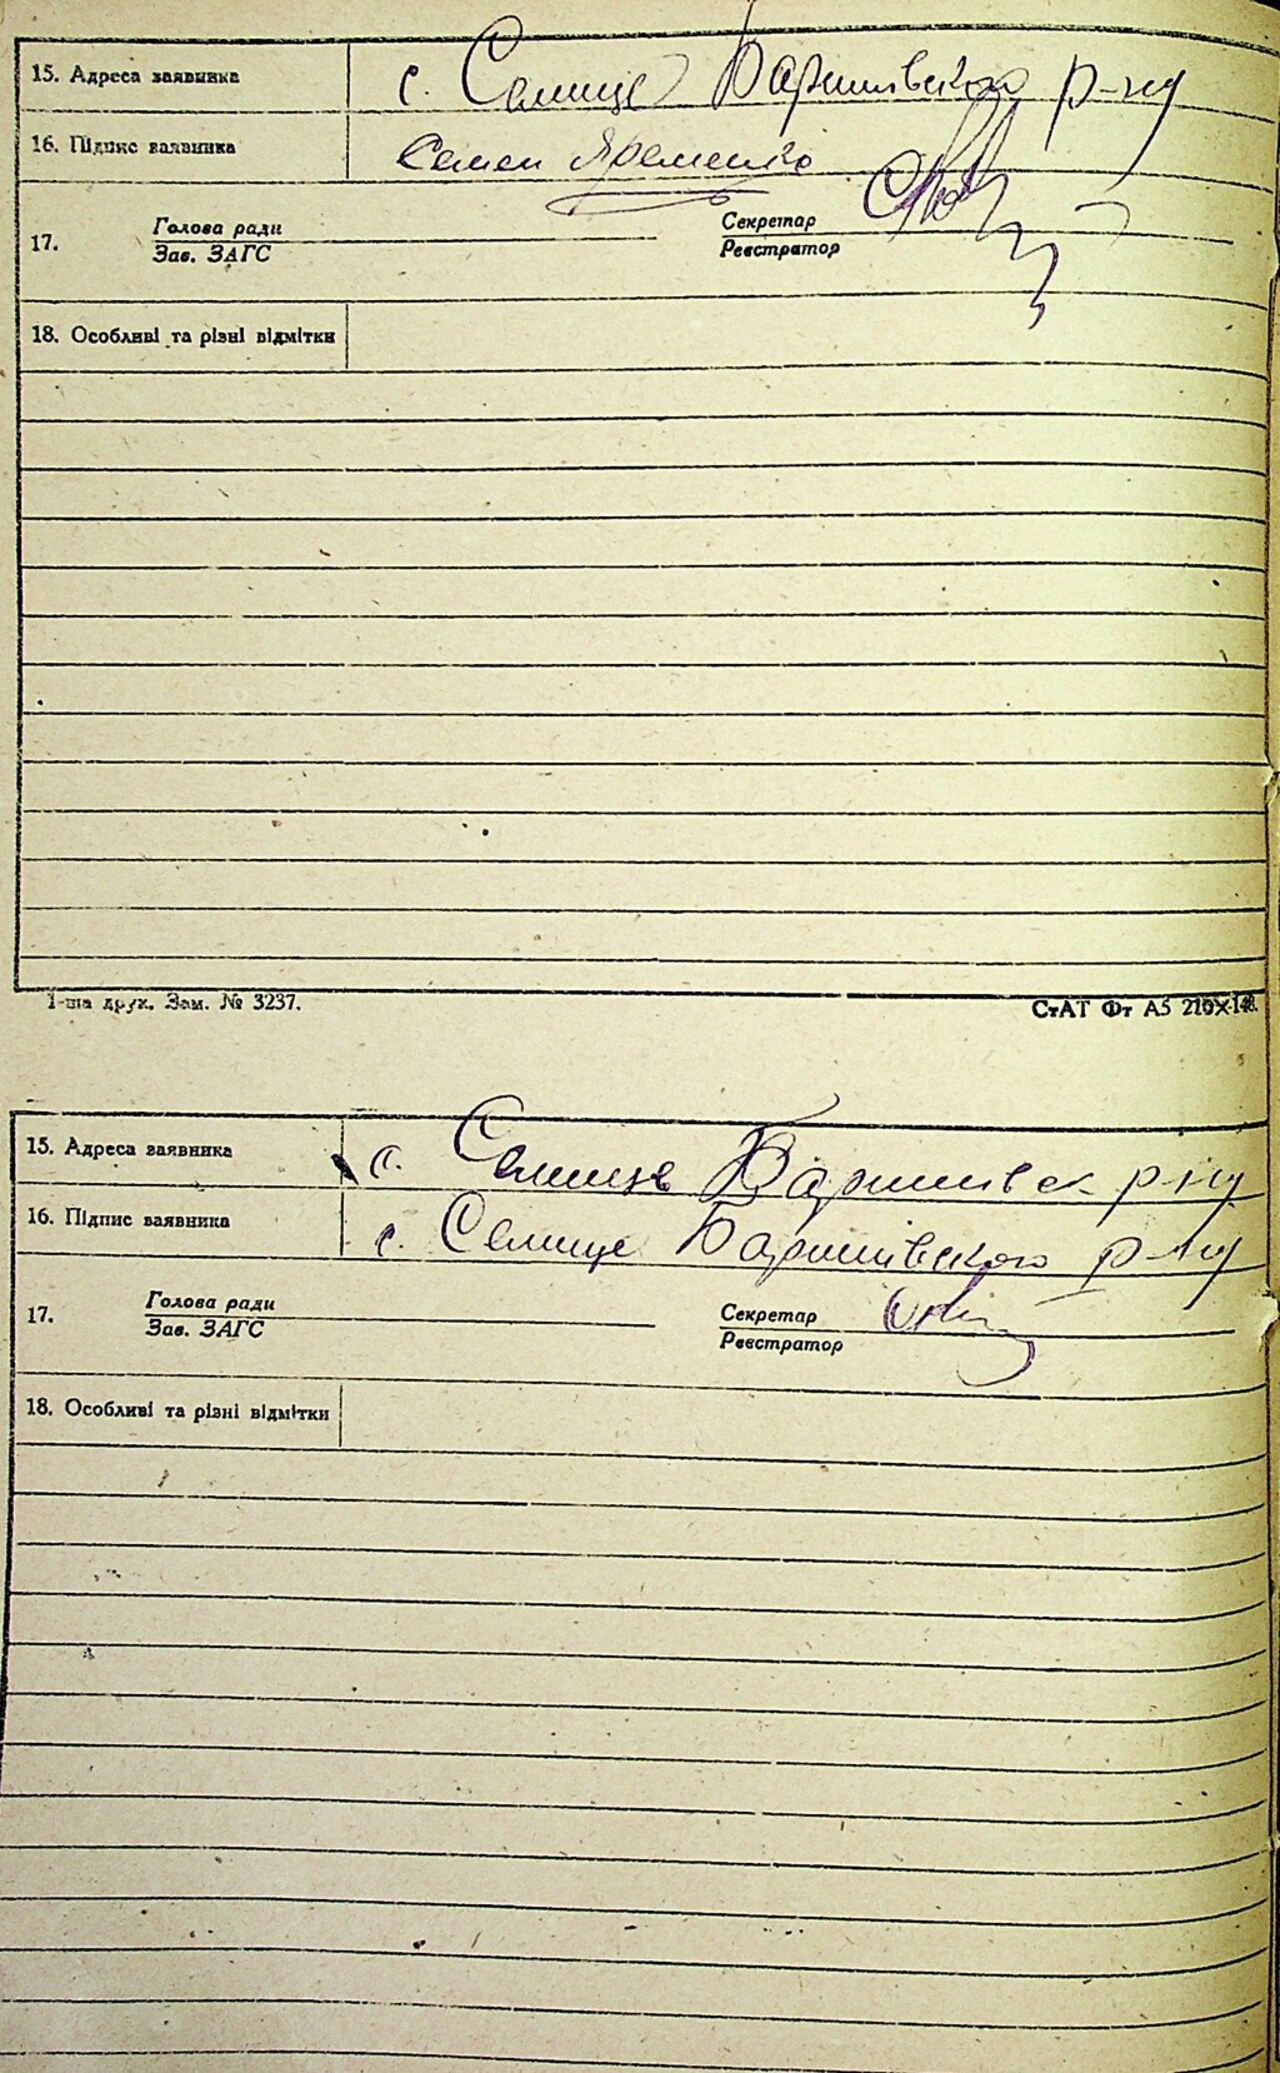 15. Адреса заявника с. Селище Баришівського р-ну
16. Підпис заявника Семен Яременко
17. Голова ради Секретар
Зав. ЗАГС Реєстратор
18. Особливі та різні відмітки
1-ша друк. Зам. № 3237. СтАТ Фт А5 210×148.
15. Адреса заявника с. Селище Баришівськ р-ну
16. Підпис заявника с. Селище Баришівського р-ну
17. Голова ради Секретар
Зав. ЗАГС Реєстратор
18. Особливі та різні відмітки